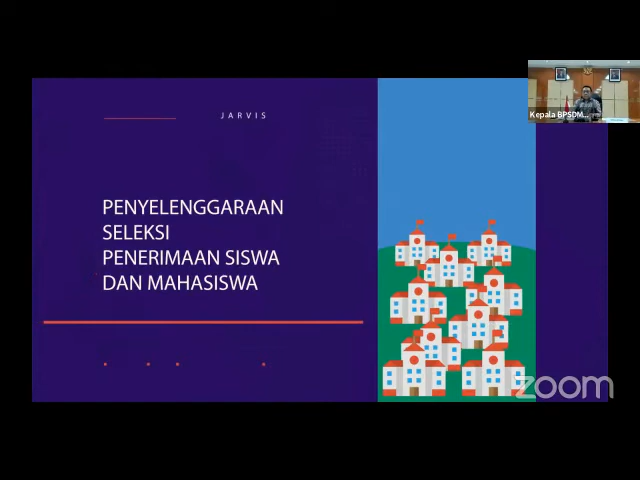 JARVIS
Kepala BPSDM...
PENYELENGGARAAN
SELEKSI
PENERIMAAN SISWA
DAN MAHASISWA
zoom